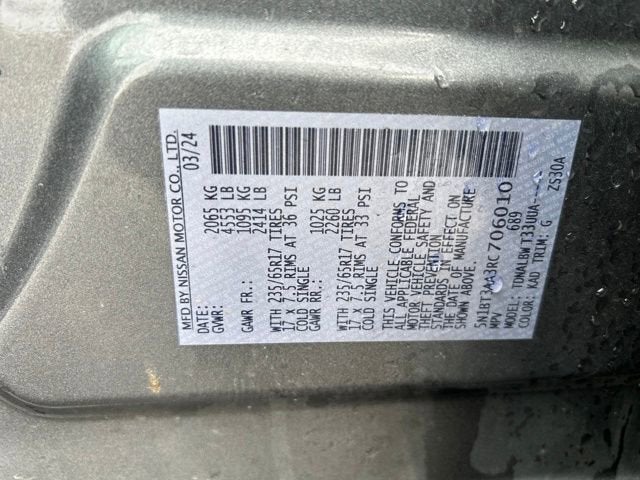 MFD BY NISSAN MOTOR CO., LTD.
DATE: 03/24
GVWR: 2065 KG
4553 LB
GAWR FR: 1095 KG
2414 LB
WITH 235/65R17 TIRES
17 X 7.5 RIMS AT 36 PSI
COLD SINGLE
GAWR RR: 1025 KG
2260 LB
WITH 235/65R17 TIRES
17 X 7.5 RIMS AT 33 PSI
COLD SINGLE
THIS VEHICLE CONFORMS TO
ALL APPLICABLE FEDERAL
MOTOR VEHICLE SAFETY AND
THEFT PREVENTION
STANDARDS IN EFFECT ON
THE DATE OF MANUFACTURE
SHOWN ABOVE.
5N1BT3AA3RC706010
MPV 689
MODEL: TDNALBW T33UUA----
COLOR: KAD TRIM: G ZS30A